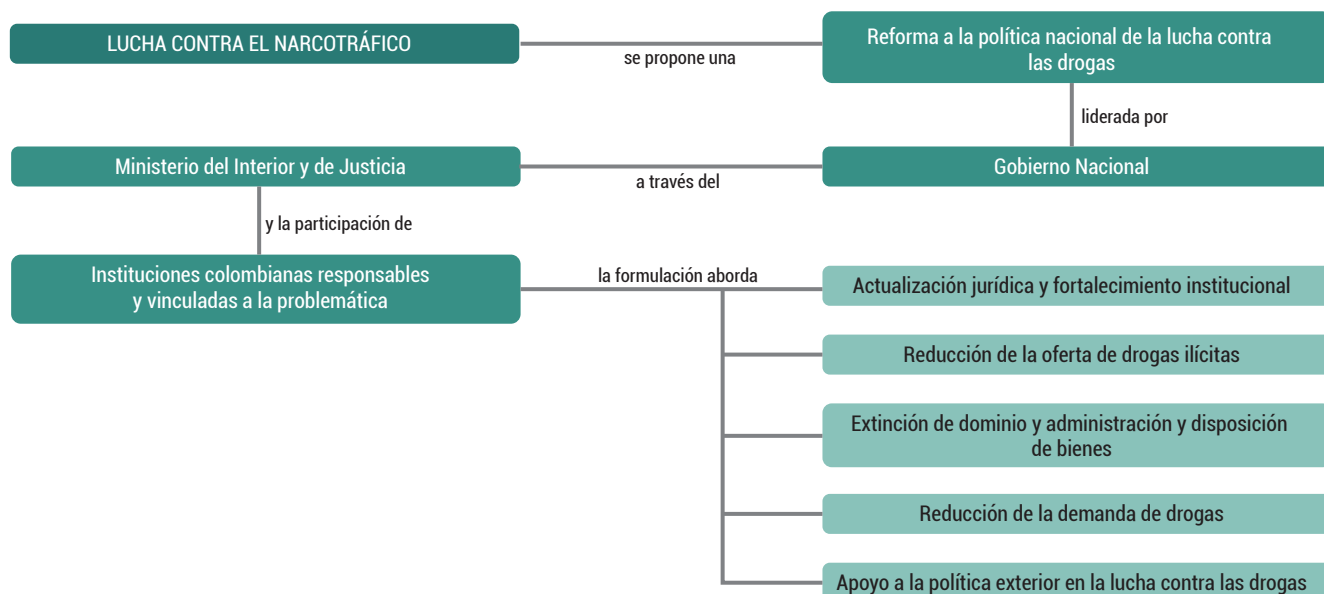 LUCHA CONTRA EL NARCOTRÁFICO
se propone una
Reforma a la política nacional de la lucha contra
las drogas
liderada por
Gobierno Nacional
a través del
Ministerio del Interior y de Justicia
y la participación de
Instituciones colombianas responsables
y vinculadas a la problemática
la formulación aborda
Actualización jurídica y fortalecimiento institucional
Reducción de la oferta de drogas ilícitas
Extinción de dominio y administración y disposición
de bienes
Reducción de la demanda de drogas
Apoyo a la política exterior en la lucha contra las drogas